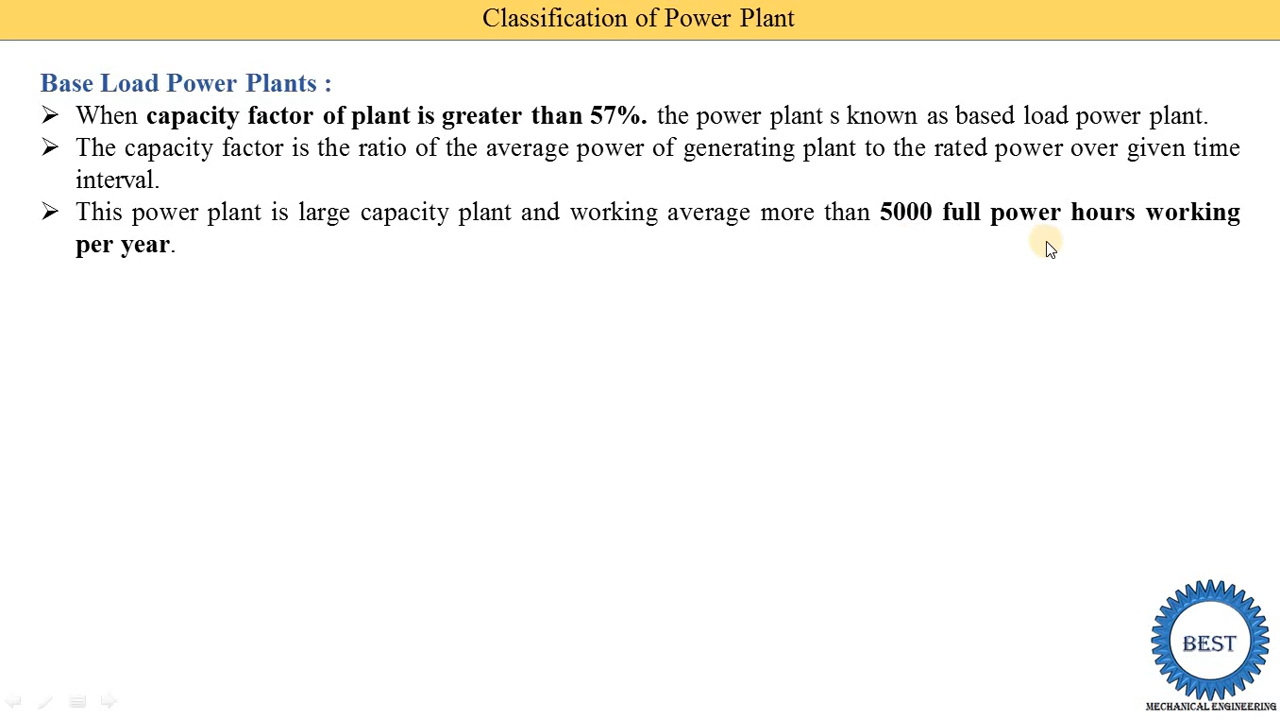 Classification of Power Plant
Base Load Power Plants :
➢ When capacity factor of plant is greater than 57%. the power plant s known as based load power plant.
➢ The capacity factor is the ratio of the average power of generating plant to the rated power over given time
interval.
➢ This power plant is large capacity plant and working average more than 5000 full power hours working
per year.
BEST
MECHANICAL ENGINEERING